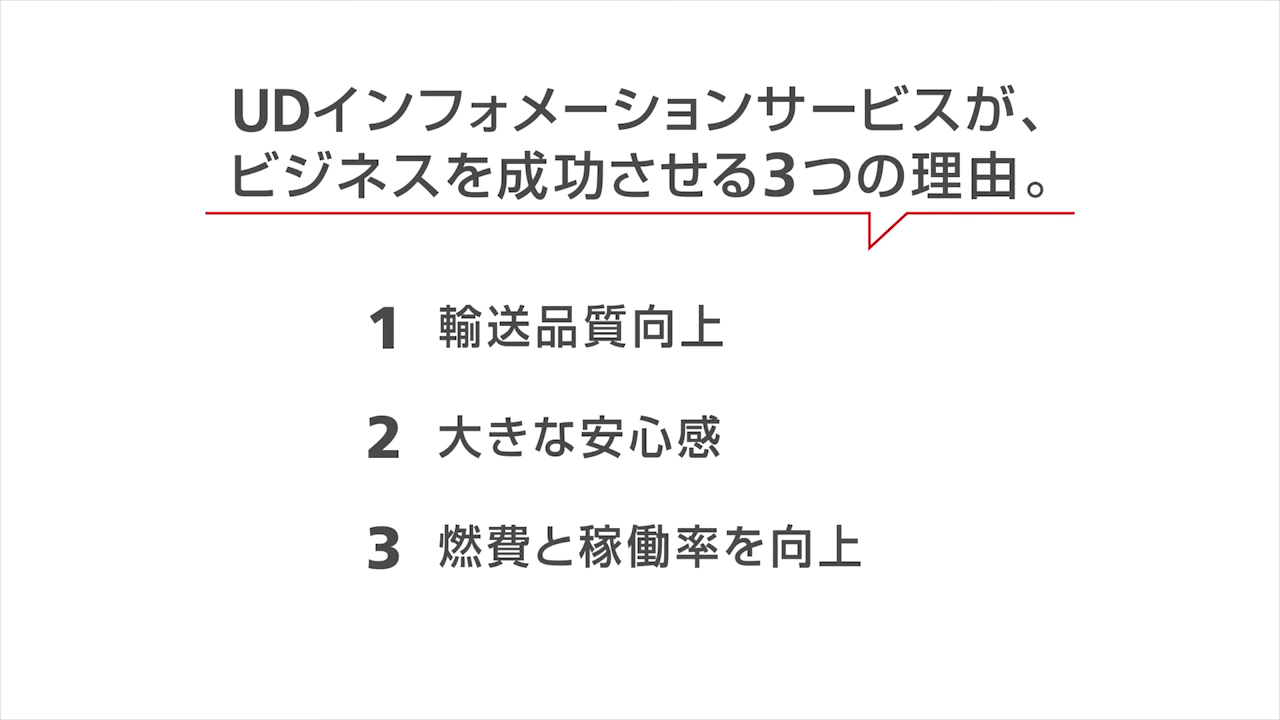 UDインフォメーションサービスが、
ビジネスを成功させる3つの理由。
1 輸送品質向上
2 大きな安心感
3 燃費と稼働率を向上